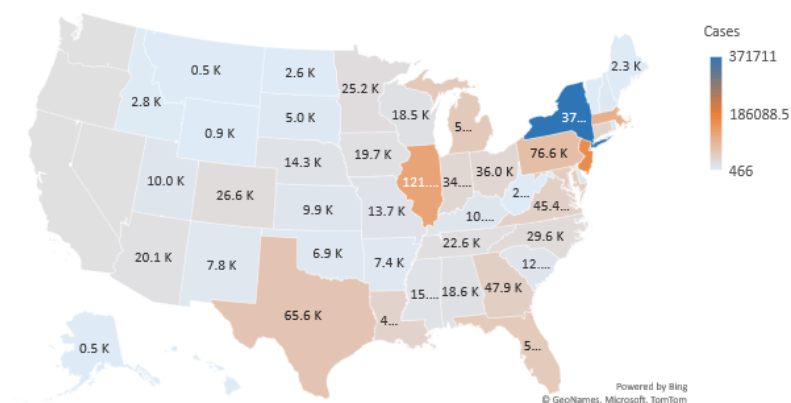 Cases
371711
186088.5
466
2.3 K
0.5 K
2.6 K
25.2 K
2.8 K
18.5 K
0.9 K
5.0 K
5...
37...
14.3 K
19.7 K
76.6 K
10.0 K
26.6 K
121....
34....
36.0 K
2...
45.4...
9.9 K
13.7 K
10....
20.1 K
7.8 K
6.9 K
7.4 K
22.6 K
29.6 K
12....
15....
18.6 K
47.9 K
65.6 K
4...
5...
0.5 K
Powered by Bing
© GeoNames, Microsoft, TomTom